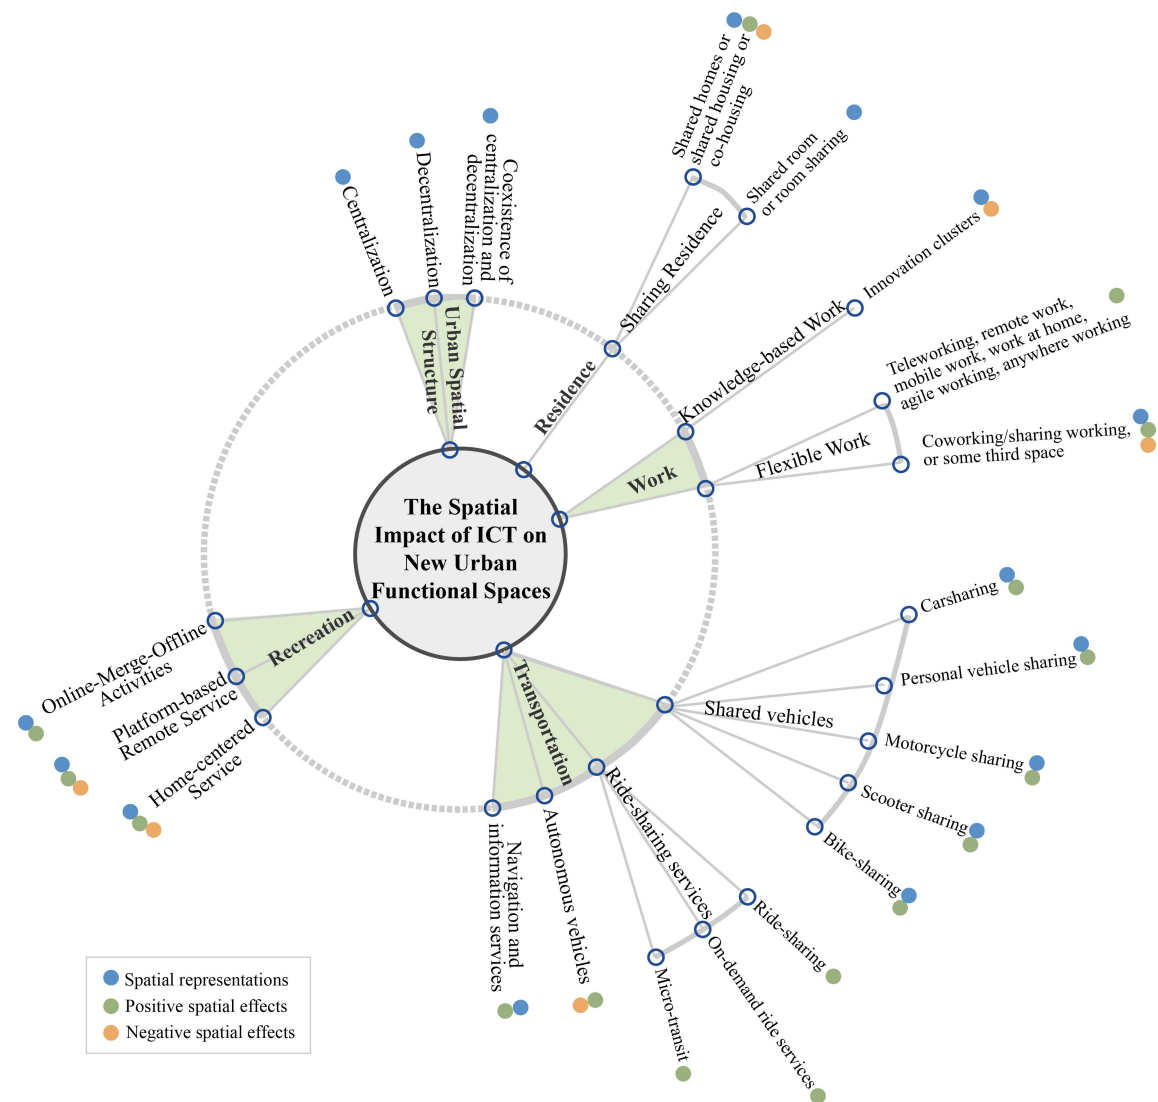 The Spatial
Impact of ICT on
New Urban
Functional Spaces
Urban Spatial
Structure
Centralization
Decentralization
Coexistence of
centralization and
decentralization
Residence
Sharing Residence
Shared homes or
shared housing or
co-housing
Shared room
or room sharing
Work
Knowledge-based Work
Innovation clusters
Flexible Work
Teleworking, remote work,
mobile work, work at home,
agile working, anywhere working
Coworking/sharing working,
or some third space
Transportation
Shared vehicles
Carsharing
Personal vehicle sharing
Motorcycle sharing
Scooter sharing
Bike-sharing
Ride-sharing services
Ride-sharing
On-demand ride services
Micro-transit
Autonomous vehicles
Navigation and
information services
Recreation
Home-centered
Service
Platform-based
Remote Service
Online-Merge-Offline
Activities
Spatial representations
Positive spatial effects
Negative spatial effects